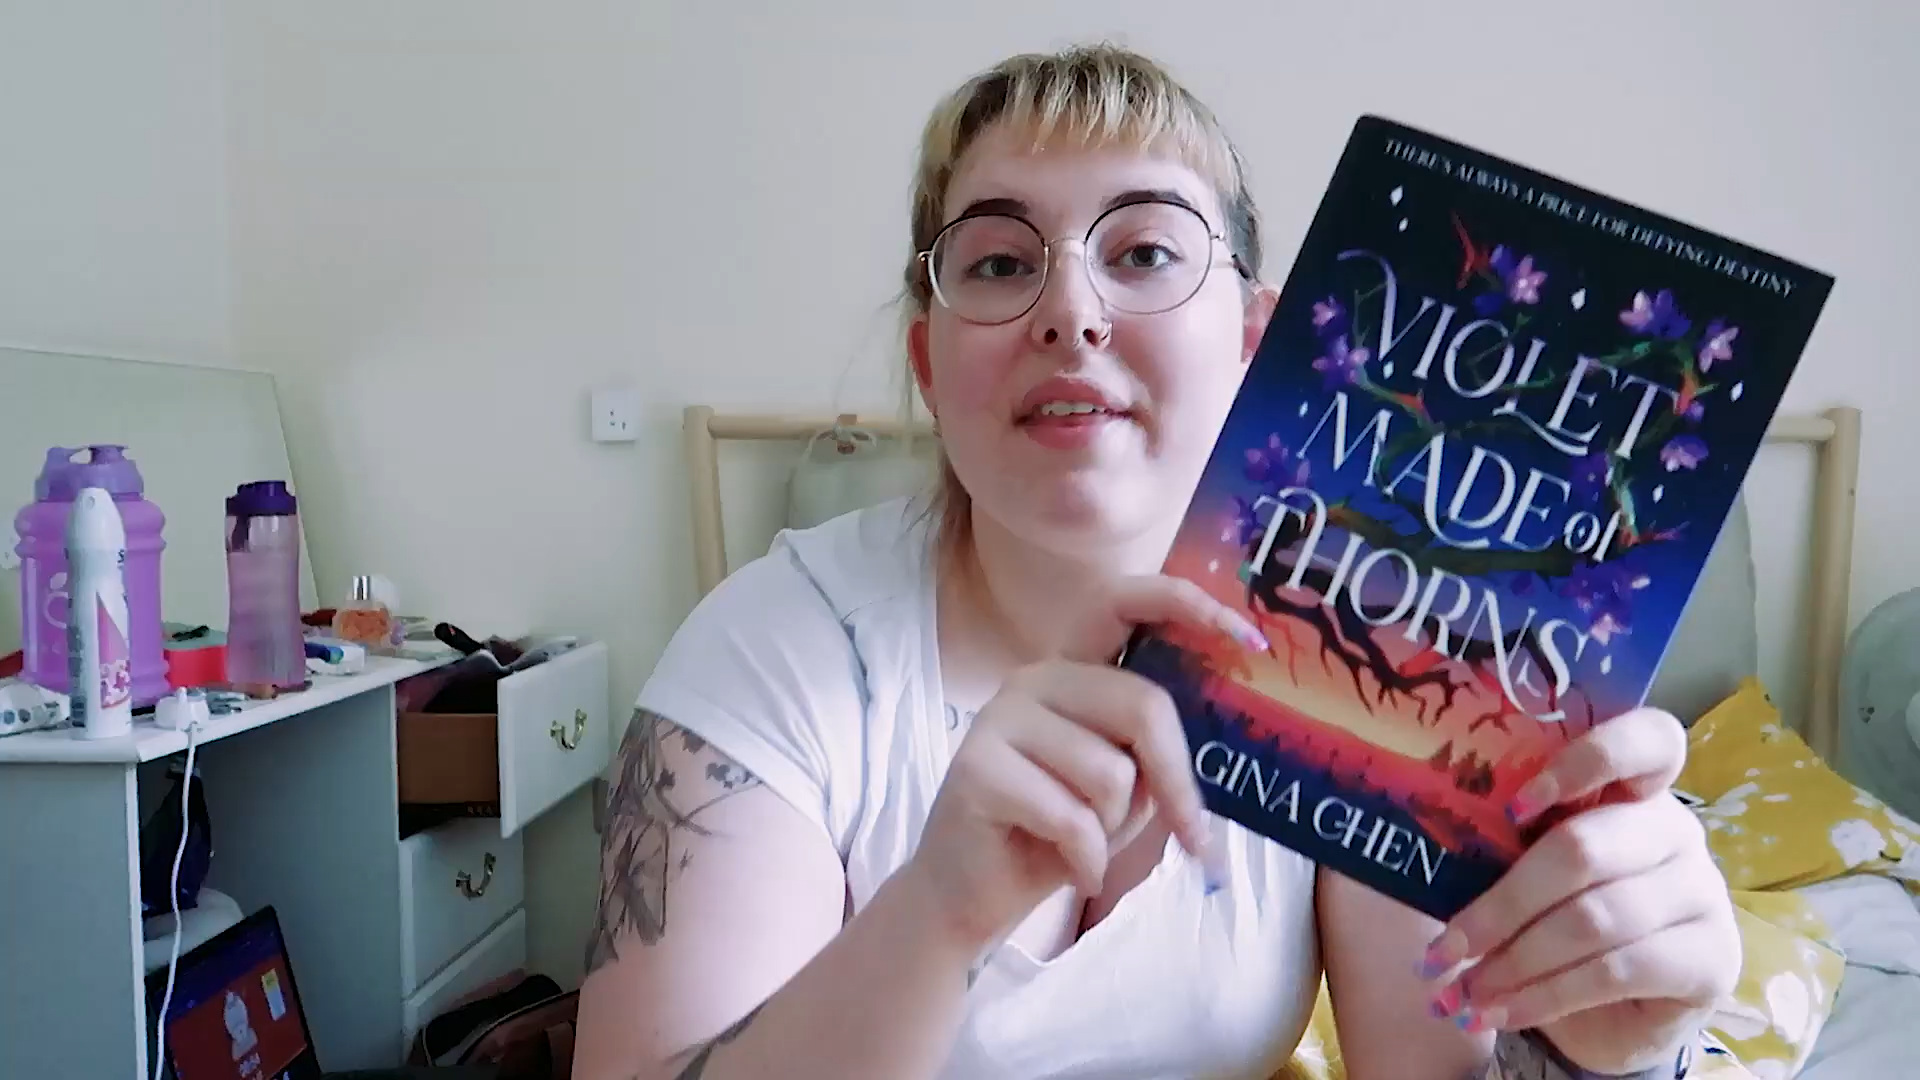 THERE'S ALWAYS A PRICE FOR DEFYING DESTINY
VIOLET
MADE of
THORNS
GINA CHEN